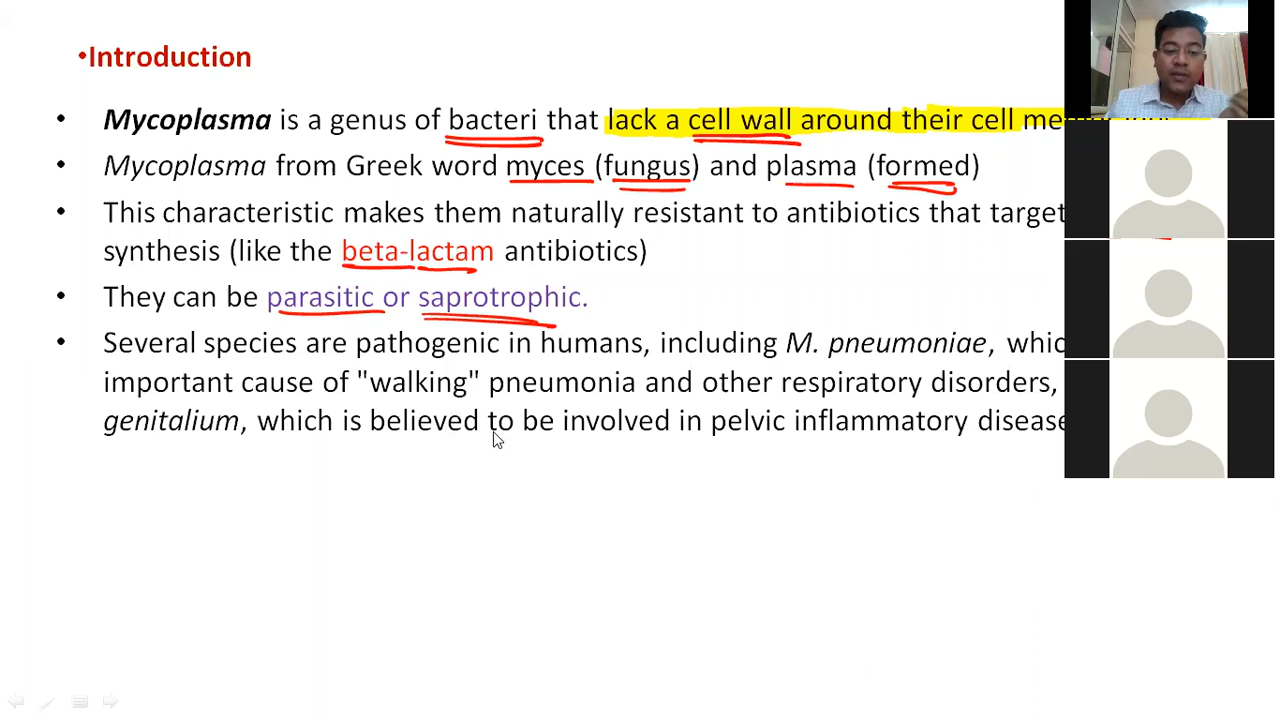 •Introduction
• Mycoplasma is a genus of bacteri that lack a cell wall around their cell
• Mycoplasma from Greek word myces (fungus) and plasma (formed)
• This characteristic makes them naturally resistant to antibiotics that target
synthesis (like the beta-lactam antibiotics)
• They can be parasitic or saprotrophic.
• Several species are pathogenic in humans, including M. pneumoniae,
important cause of "walking" pneumonia and other respiratory disorders,
genitalium, which is believed to be involved in pelvic inflammatory disease